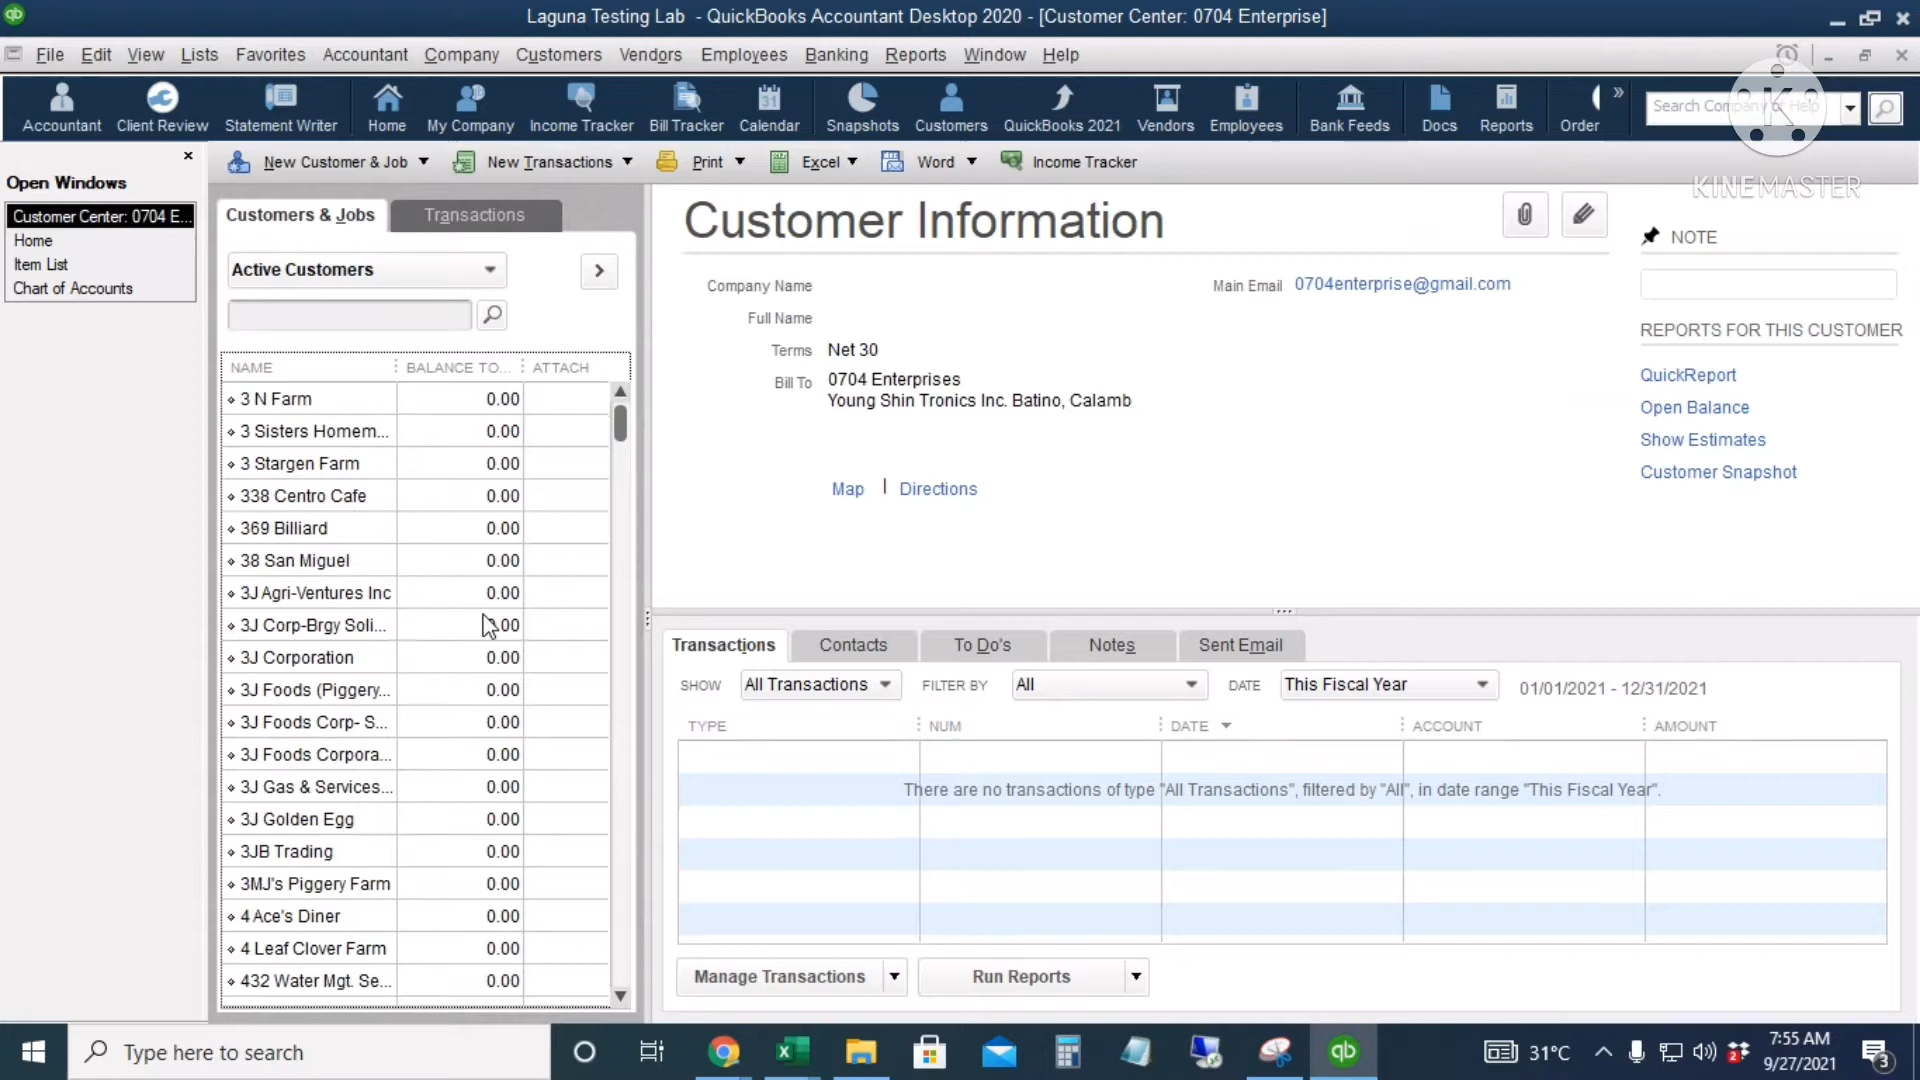 Laguna Testing Lab - QuickBooks Accountant Desktop 2020 - [Customer Center: 0704 Enterprise]
File Edit View Lists Favorites Accountant Company Customers Vendors Employees Banking Reports Window Help
Accountant Client Review Statement Writer Home My Company Income Tracker Bill Tracker Calendar Snapshots Customers QuickBooks 2021 Vendors Employees Bank Feeds Docs Reports Order » Search Company or Help
K
KINEMASTER
New Customer & Job New Transactions Print Excel Word Income Tracker
Open Windows
Customer Center: 0704 E...
Home
Item List
Chart of Accounts
Customers & Jobs Transactions
Active Customers
NAME BALANCE TO... ATTACH
3 N Farm 0.00
3 Sisters Homem... 0.00
3 Stargen Farm 0.00
338 Centro Cafe 0.00
369 Billiard 0.00
38 San Miguel 0.00
3J Agri-Ventures Inc 0.00
3J Corp-Brgy Soli... 0.00
3J Corporation 0.00
3J Foods (Piggery... 0.00
3J Foods Corp- S... 0.00
3J Foods Corpora... 0.00
3J Gas & Services... 0.00
3J Golden Egg 0.00
3JB Trading 0.00
3MJ's Piggery Farm 0.00
4 Ace's Diner 0.00
4 Leaf Clover Farm 0.00
432 Water Mgt. Se... 0.00
Customer Information
Company Name
Main Email 0704enterprise@gmail.com
Full Name
Terms Net 30
Bill To 0704 Enterprises
Young Shin Tronics Inc. Batino, Calamb
Map | Directions
NOTE
REPORTS FOR THIS CUSTOMER
QuickReport
Open Balance
Show Estimates
Customer Snapshot
Transactions Contacts To Do's Notes Sent Email
SHOW All Transactions FILTER BY All DATE This Fiscal Year 01/01/2021 - 12/31/2021
TYPE NUM DATE ACCOUNT AMOUNT
There are no transactions of type "All Transactions", filtered by "All", in date range "This Fiscal Year".
Manage Transactions Run Reports
Type here to search
qb
31°C
2
7:55 AM
9/27/2021
3